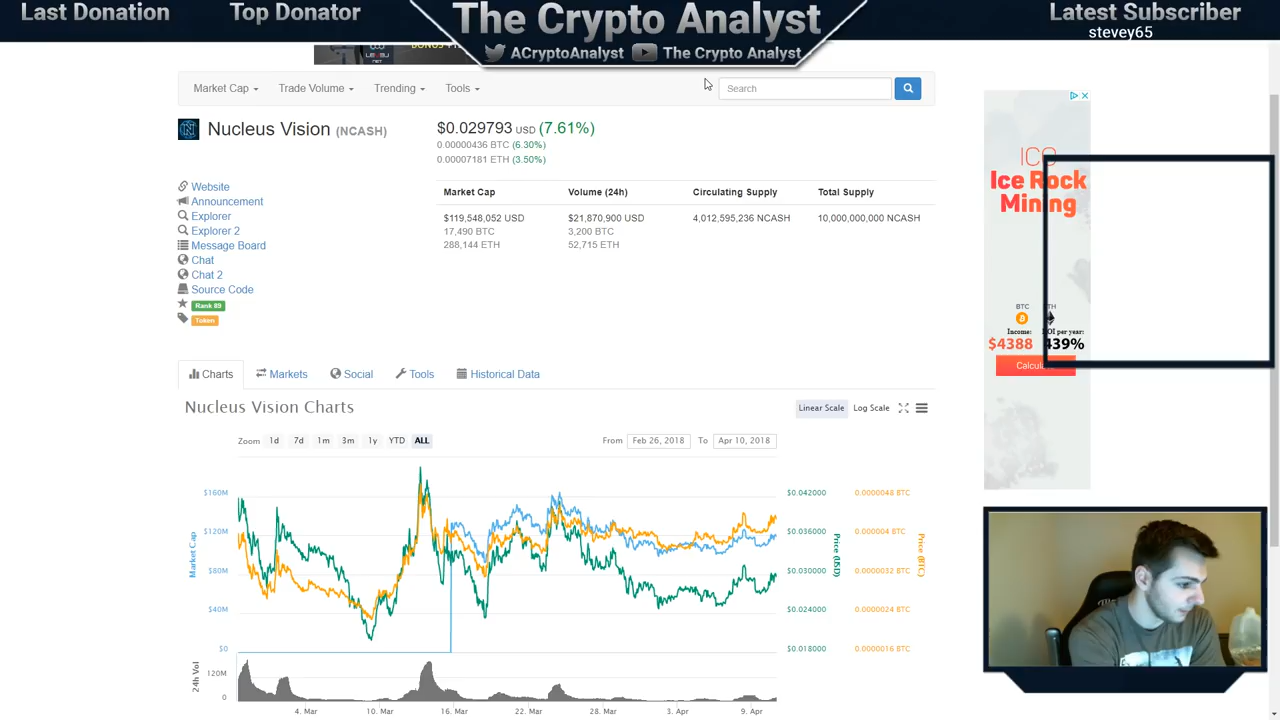 Last Donation
Top Donator
The Crypto Analyst
Latest Subscriber
stevey65
ACryptoAnalyst
The Crypto Analyst
Market Cap
Trade Volume
Trending
Tools
Search
Nucleus Vision (NCASH)
$0.029793 USD (7.61%)
0.00000436 BTC (6.30%)
0.00007181 ETH (3.50%)
Website
Announcement
Explorer
Explorer 2
Message Board
Chat
Chat 2
Source Code
Rank 89
Token
Market Cap
Volume (24h)
Circulating Supply
Total Supply
$119,548,052 USD
$21,870,900 USD
4,012,595,236 NCASH
10,000,000,000 NCASH
17,490 BTC
3,200 BTC
288,144 ETH
52,715 ETH
ICO
Ice Rock
Mining
BTC
Income:
ROI per year:
$4388
439%
Charts
Markets
Social
Tools
Historical Data
Nucleus Vision Charts
Linear Scale
Log Scale
Zoom
1d
7d
1m
3m
1y
YTD
ALL
From
Feb 26, 2018
To
Apr 10, 2018
$160M
$120M
$80M
$40M
$0
Market Cap
$0.042000
$0.036000
$0.030000
$0.024000
$0.018000
Price (USD)
0.0000048 BTC
0.000004 BTC
0.0000032 BTC
0.0000024 BTC
0.0000016 BTC
Price (BTC)
24h Vol
120M
0
4. Mar
10. Mar
16. Mar
22. Mar
28. Mar
3. Apr
9. Apr